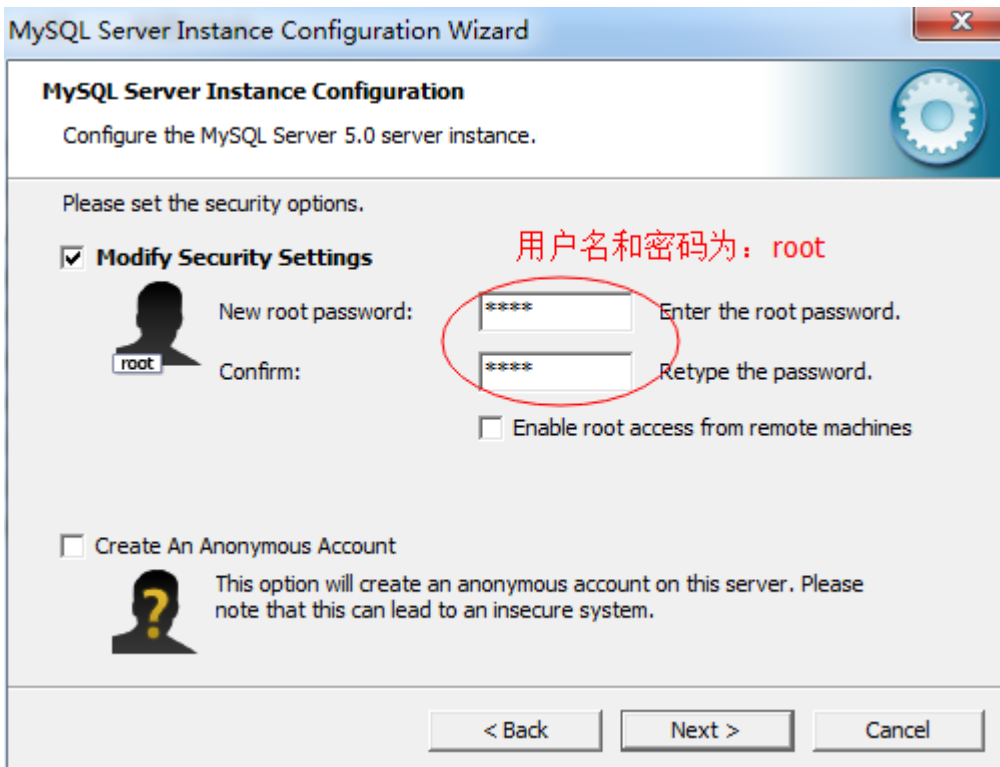 MySQL Server Instance Configuration Wizard
MySQL Server Instance Configuration
Configure the MySQL Server 5.0 server instance.
Please set the security options.
用户名和密码为：root
Modify Security Settings
New root password: **** Enter the root password.
root
Confirm: **** Retype the password.
Enable root access from remote machines
Create An Anonymous Account
?
This option will create an anonymous account on this server. Please
note that this can lead to an insecure system.
< Back Next > Cancel